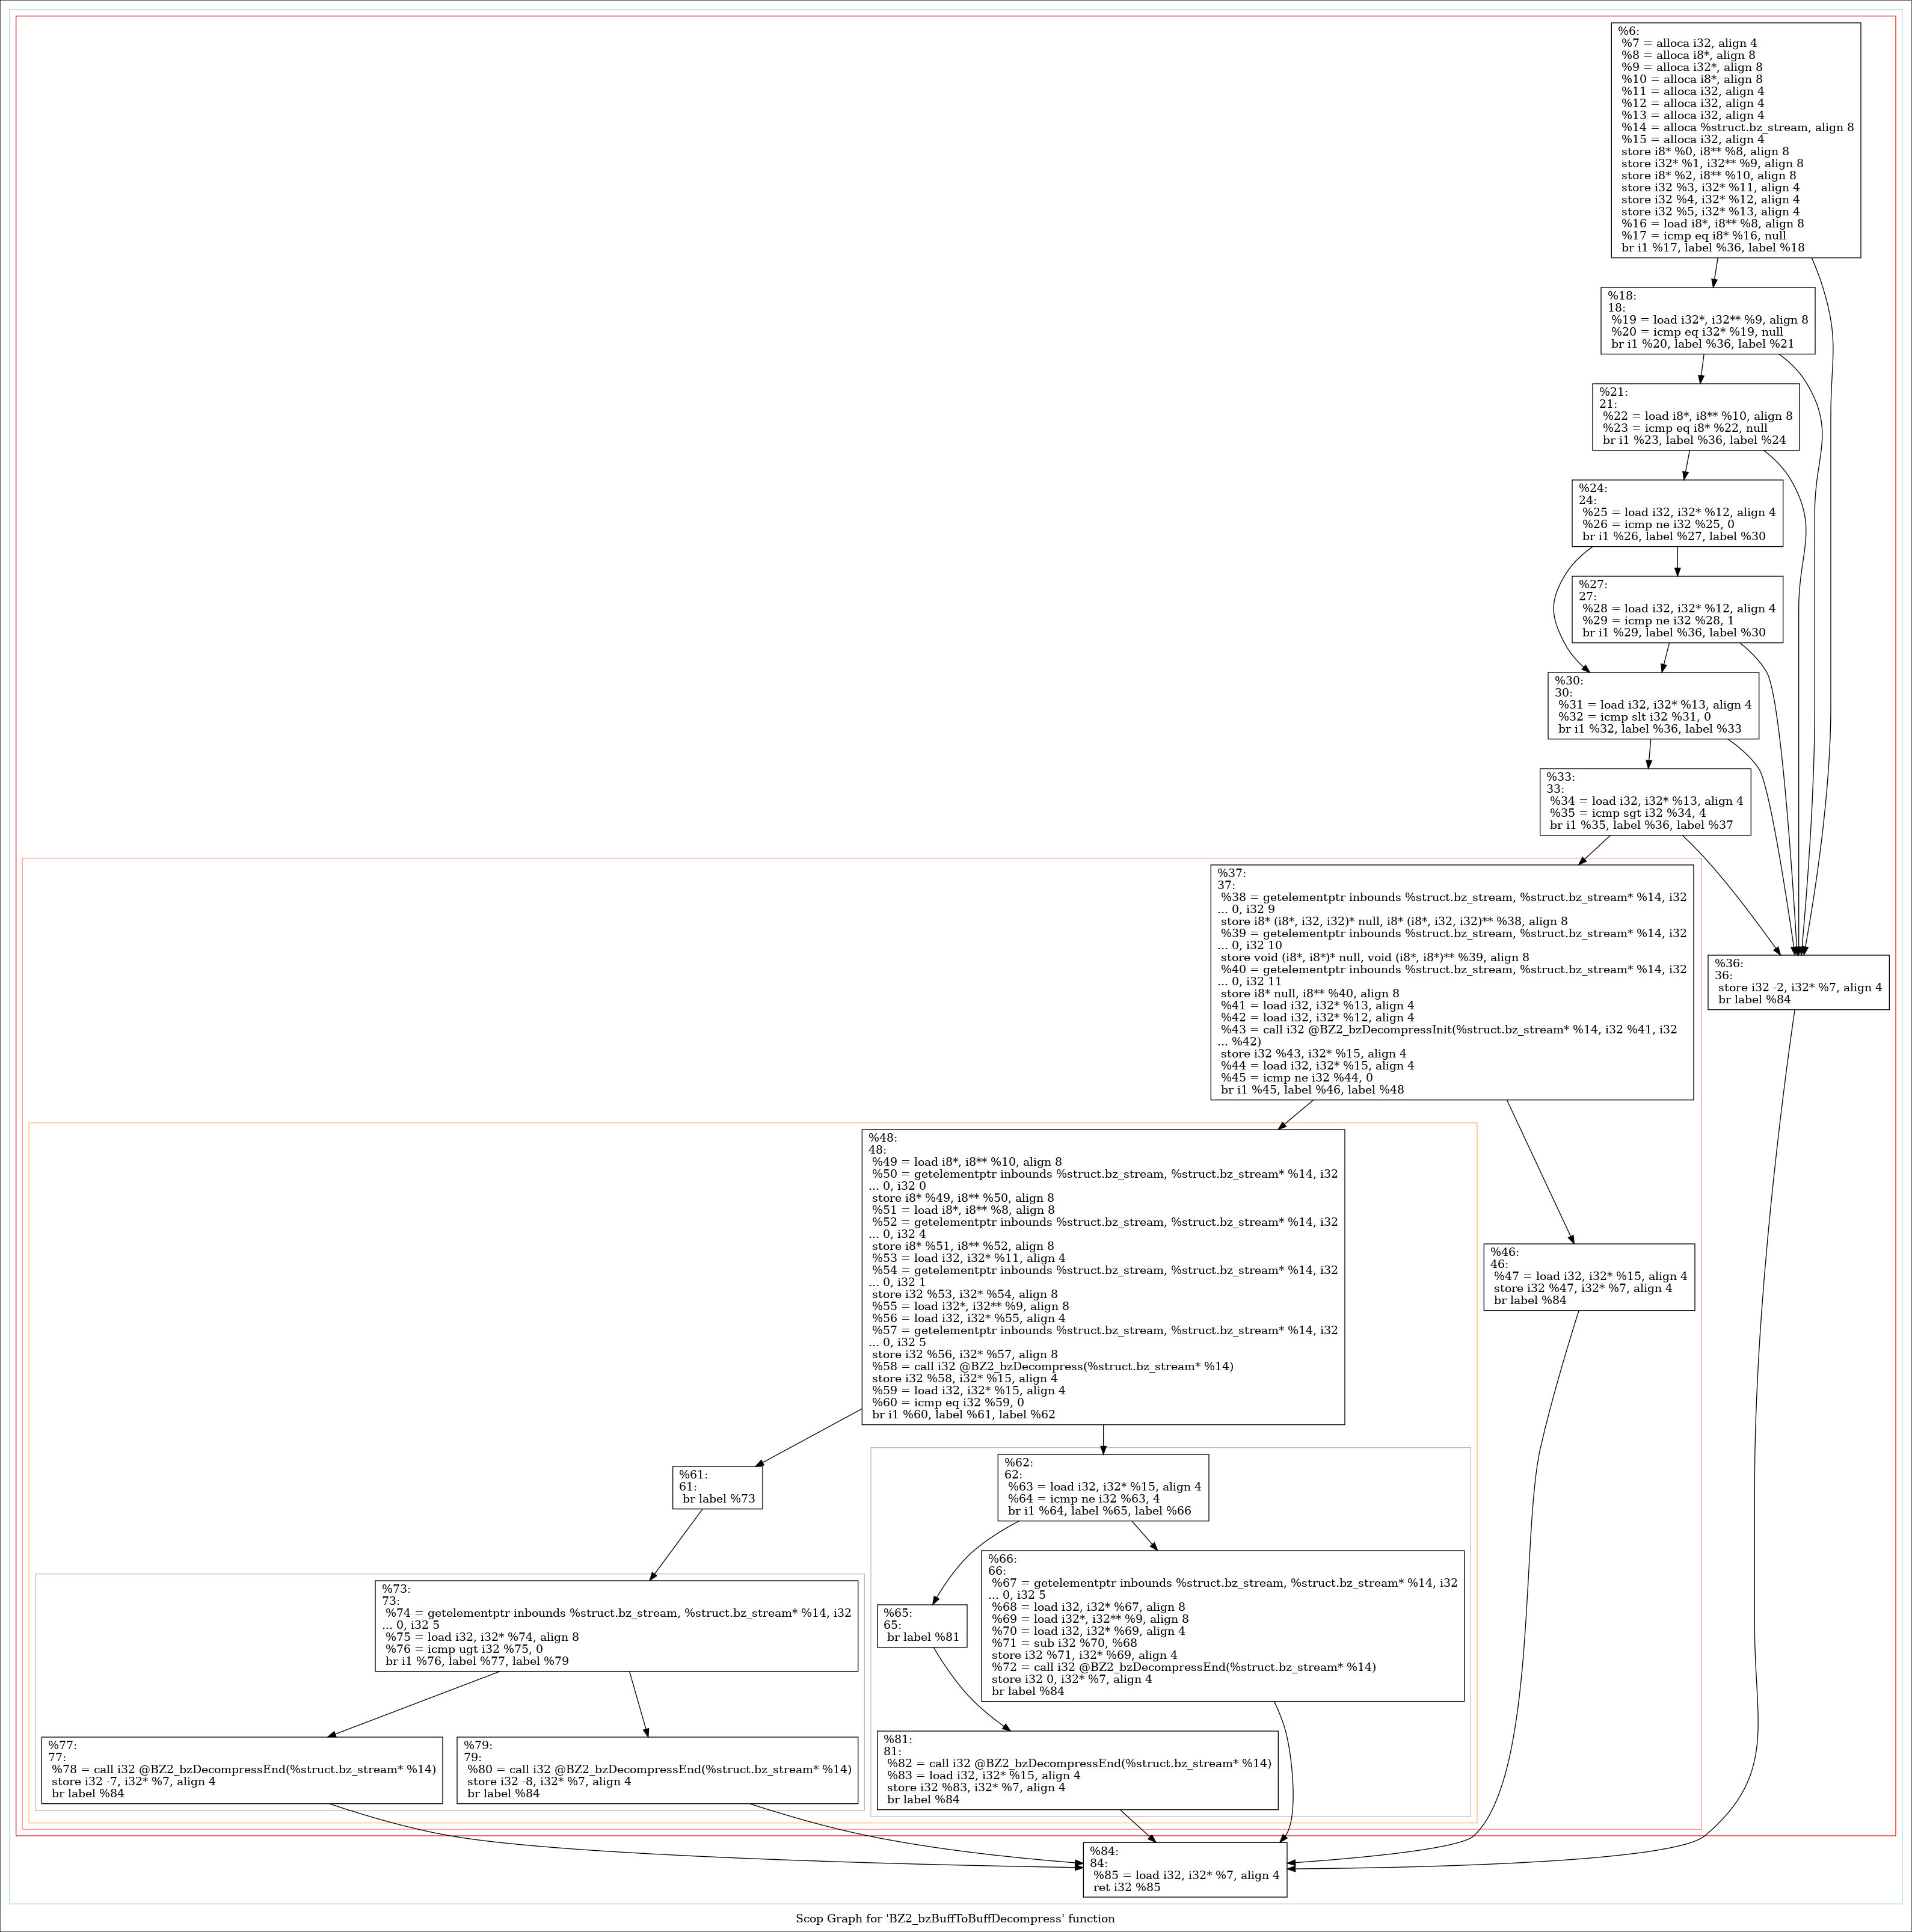 %6:
%7 = alloca i32, align 4
%8 = alloca i8*, align 8
%9 = alloca i32*, align 8
%10 = alloca i8*, align 8
%11 = alloca i32, align 4
%12 = alloca i32, align 4
%13 = alloca i32, align 4
%14 = alloca %struct.bz_stream, align 8
%15 = alloca i32, align 4
store i8* %0, i8** %8, align 8
store i32* %1, i32** %9, align 8
store i8* %2, i8** %10, align 8
store i32 %3, i32* %11, align 4
store i32 %4, i32* %12, align 4
store i32 %5, i32* %13, align 4
%16 = load i8*, i8** %8, align 8
%17 = icmp eq i8* %16, null
br i1 %17, label %36, label %18
%18:
18:
%19 = load i32*, i32** %9, align 8
%20 = icmp eq i32* %19, null
br i1 %20, label %36, label %21
%21:
21:
%22 = load i8*, i8** %10, align 8
%23 = icmp eq i8* %22, null
br i1 %23, label %36, label %24
%24:
24:
%25 = load i32, i32* %12, align 4
%26 = icmp ne i32 %25, 0
br i1 %26, label %27, label %30
%27:
27:
%28 = load i32, i32* %12, align 4
%29 = icmp ne i32 %28, 1
br i1 %29, label %36, label %30
%30:
30:
%31 = load i32, i32* %13, align 4
%32 = icmp slt i32 %31, 0
br i1 %32, label %36, label %33
%33:
33:
%34 = load i32, i32* %13, align 4
%35 = icmp sgt i32 %34, 4
br i1 %35, label %36, label %37
%37:
37:
%38 = getelementptr inbounds %struct.bz_stream, %struct.bz_stream* %14, i32
... 0, i32 9
store i8* (i8*, i32, i32)* null, i8* (i8*, i32, i32)** %38, align 8
%39 = getelementptr inbounds %struct.bz_stream, %struct.bz_stream* %14, i32
... 0, i32 10
store void (i8*, i8*)* null, void (i8*, i8*)** %39, align 8
%40 = getelementptr inbounds %struct.bz_stream, %struct.bz_stream* %14, i32
... 0, i32 11
store i8* null, i8** %40, align 8
%41 = load i32, i32* %13, align 4
%42 = load i32, i32* %12, align 4
%43 = call i32 @BZ2_bzDecompressInit(%struct.bz_stream* %14, i32 %41, i32
... %42)
store i32 %43, i32* %15, align 4
%44 = load i32, i32* %15, align 4
%45 = icmp ne i32 %44, 0
br i1 %45, label %46, label %48
%36:
36:
store i32 -2, i32* %7, align 4
br label %84
%48:
48:
%49 = load i8*, i8** %10, align 8
%50 = getelementptr inbounds %struct.bz_stream, %struct.bz_stream* %14, i32
... 0, i32 0
store i8* %49, i8** %50, align 8
%51 = load i8*, i8** %8, align 8
%52 = getelementptr inbounds %struct.bz_stream, %struct.bz_stream* %14, i32
... 0, i32 4
store i8* %51, i8** %52, align 8
%53 = load i32, i32* %11, align 4
%54 = getelementptr inbounds %struct.bz_stream, %struct.bz_stream* %14, i32
... 0, i32 1
store i32 %53, i32* %54, align 8
%55 = load i32*, i32** %9, align 8
%56 = load i32, i32* %55, align 4
%57 = getelementptr inbounds %struct.bz_stream, %struct.bz_stream* %14, i32
... 0, i32 5
store i32 %56, i32* %57, align 8
%58 = call i32 @BZ2_bzDecompress(%struct.bz_stream* %14)
store i32 %58, i32* %15, align 4
%59 = load i32, i32* %15, align 4
%60 = icmp eq i32 %59, 0
br i1 %60, label %61, label %62
%46:
46:
%47 = load i32, i32* %15, align 4
store i32 %47, i32* %7, align 4
br label %84
%61:
61:
br label %73
%62:
62:
%63 = load i32, i32* %15, align 4
%64 = icmp ne i32 %63, 4
br i1 %64, label %65, label %66
%73:
73:
%74 = getelementptr inbounds %struct.bz_stream, %struct.bz_stream* %14, i32
... 0, i32 5
%75 = load i32, i32* %74, align 8
%76 = icmp ugt i32 %75, 0
br i1 %76, label %77, label %79
%65:
65:
br label %81
%66:
66:
%67 = getelementptr inbounds %struct.bz_stream, %struct.bz_stream* %14, i32
... 0, i32 5
%68 = load i32, i32* %67, align 8
%69 = load i32*, i32** %9, align 8
%70 = load i32, i32* %69, align 4
%71 = sub i32 %70, %68
store i32 %71, i32* %69, align 4
%72 = call i32 @BZ2_bzDecompressEnd(%struct.bz_stream* %14)
store i32 0, i32* %7, align 4
br label %84
%77:
77:
%78 = call i32 @BZ2_bzDecompressEnd(%struct.bz_stream* %14)
store i32 -7, i32* %7, align 4
br label %84
%79:
79:
%80 = call i32 @BZ2_bzDecompressEnd(%struct.bz_stream* %14)
store i32 -8, i32* %7, align 4
br label %84
%81:
81:
%82 = call i32 @BZ2_bzDecompressEnd(%struct.bz_stream* %14)
%83 = load i32, i32* %15, align 4
store i32 %83, i32* %7, align 4
br label %84
%84:
84:
%85 = load i32, i32* %7, align 4
ret i32 %85
Scop Graph for 'BZ2_bzBuffToBuffDecompress' function